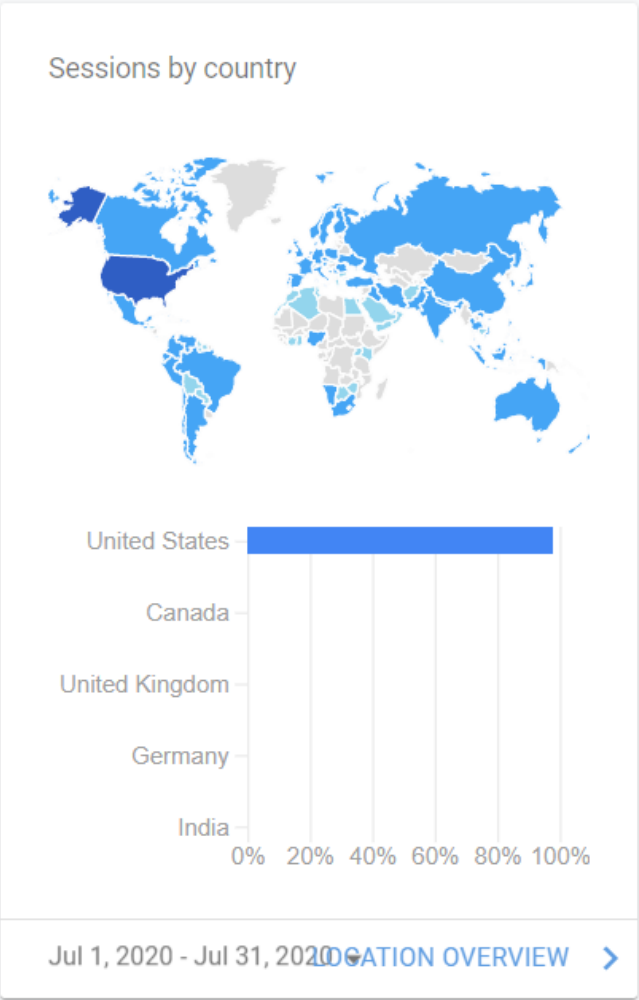 Sessions by country
United States
Canada
United Kingdom
Germany
India
0% 20% 40% 60% 80% 100%
Jul 1, 2020 - Jul 31, 2020 LOCATION OVERVIEW